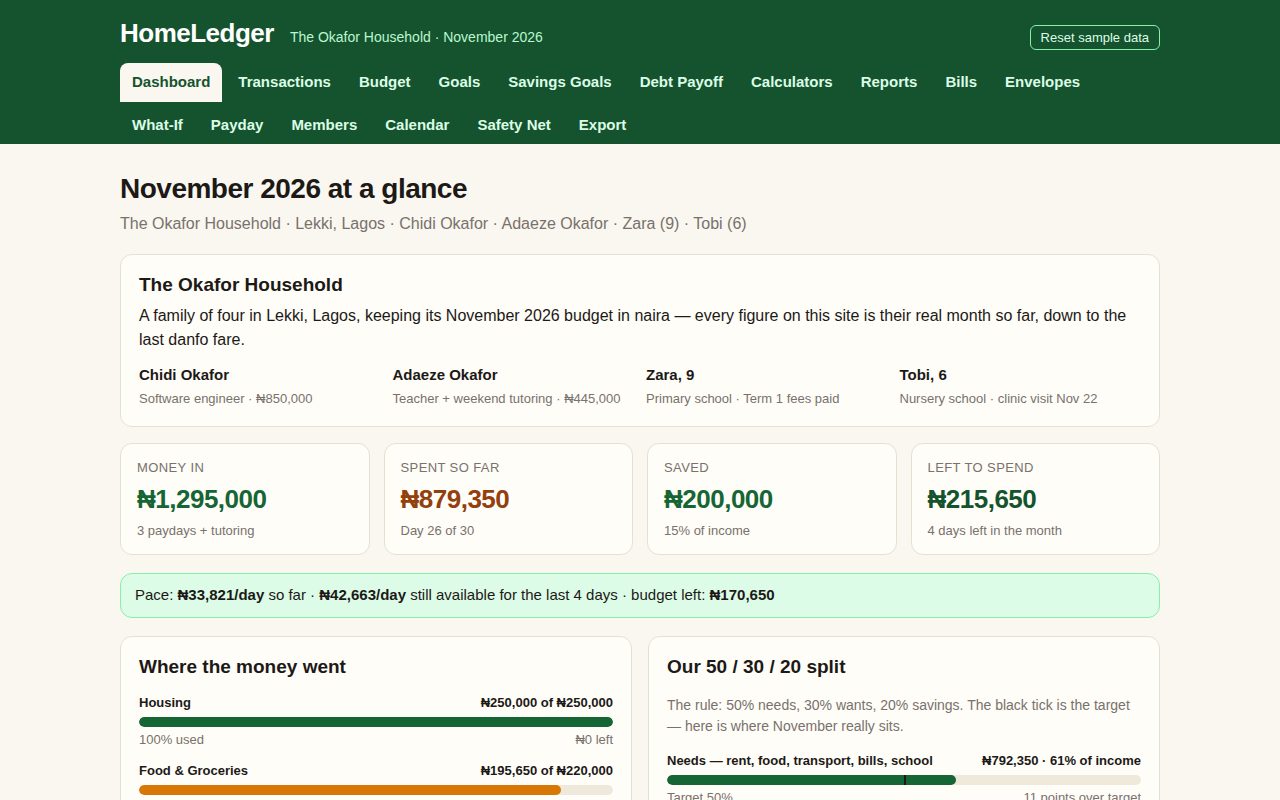 HomeLedger The Okafor Household · November 2026 Reset sample data
Dashboard Transactions Budget Goals Savings Goals Debt Payoff Calculators Reports Bills Envelopes
What-If Payday Members Calendar Safety Net Export
November 2026 at a glance
The Okafor Household · Lekki, Lagos · Chidi Okafor · Adaeze Okafor · Zara (9) · Tobi (6)
The Okafor Household
A family of four in Lekki, Lagos, keeping its November 2026 budget in naira — every figure on this site is their real month so far, down to the
last danfo fare.
Chidi Okafor Adaeze Okafor Zara, 9 Tobi, 6
Software engineer · ₦850,000 Teacher + weekend tutoring · ₦445,000 Primary school · Term 1 fees paid Nursery school · clinic visit Nov 22
MONEY IN SPENT SO FAR SAVED LEFT TO SPEND
₦1,295,000 ₦879,350 ₦200,000 ₦215,650
3 paydays + tutoring Day 26 of 30 15% of income 4 days left in the month
Pace: ₦33,821/day so far · ₦42,663/day still available for the last 4 days · budget left: ₦170,650
Where the money went
Housing ₦250,000 of ₦250,000
100% used ₦0 left
Food & Groceries ₦195,650 of ₦220,000
Our 50 / 30 / 20 split
The rule: 50% needs, 30% wants, 20% savings. The black tick is the target
— here is where November really sits.
Needs — rent, food, transport, bills, school ₦792,350 · 61% of income
Target 50% 11 points over target